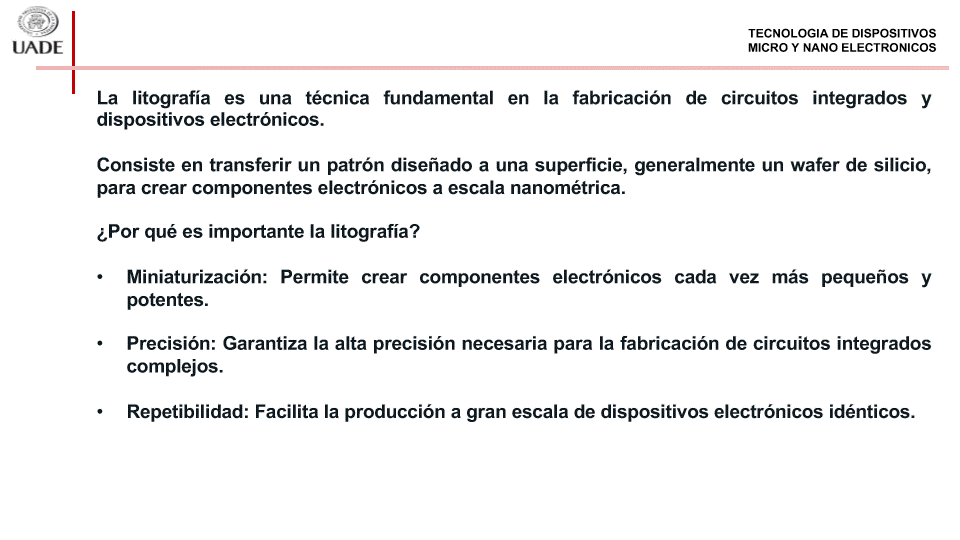 UADE
TECNOLOGIA DE DISPOSITIVOS
MICRO Y NANO ELECTRONICOS
La litografía es una técnica fundamental en la fabricación de circuitos integrados y
dispositivos electrónicos.
Consiste en transferir un patrón diseñado a una superficie, generalmente un wafer de silicio,
para crear componentes electrónicos a escala nanométrica.
¿Por qué es importante la litografía?
• Miniaturización: Permite crear componentes electrónicos cada vez más pequeños y
potentes.
• Precisión: Garantiza la alta precisión necesaria para la fabricación de circuitos integrados
complejos.
• Repetibilidad: Facilita la producción a gran escala de dispositivos electrónicos idénticos.